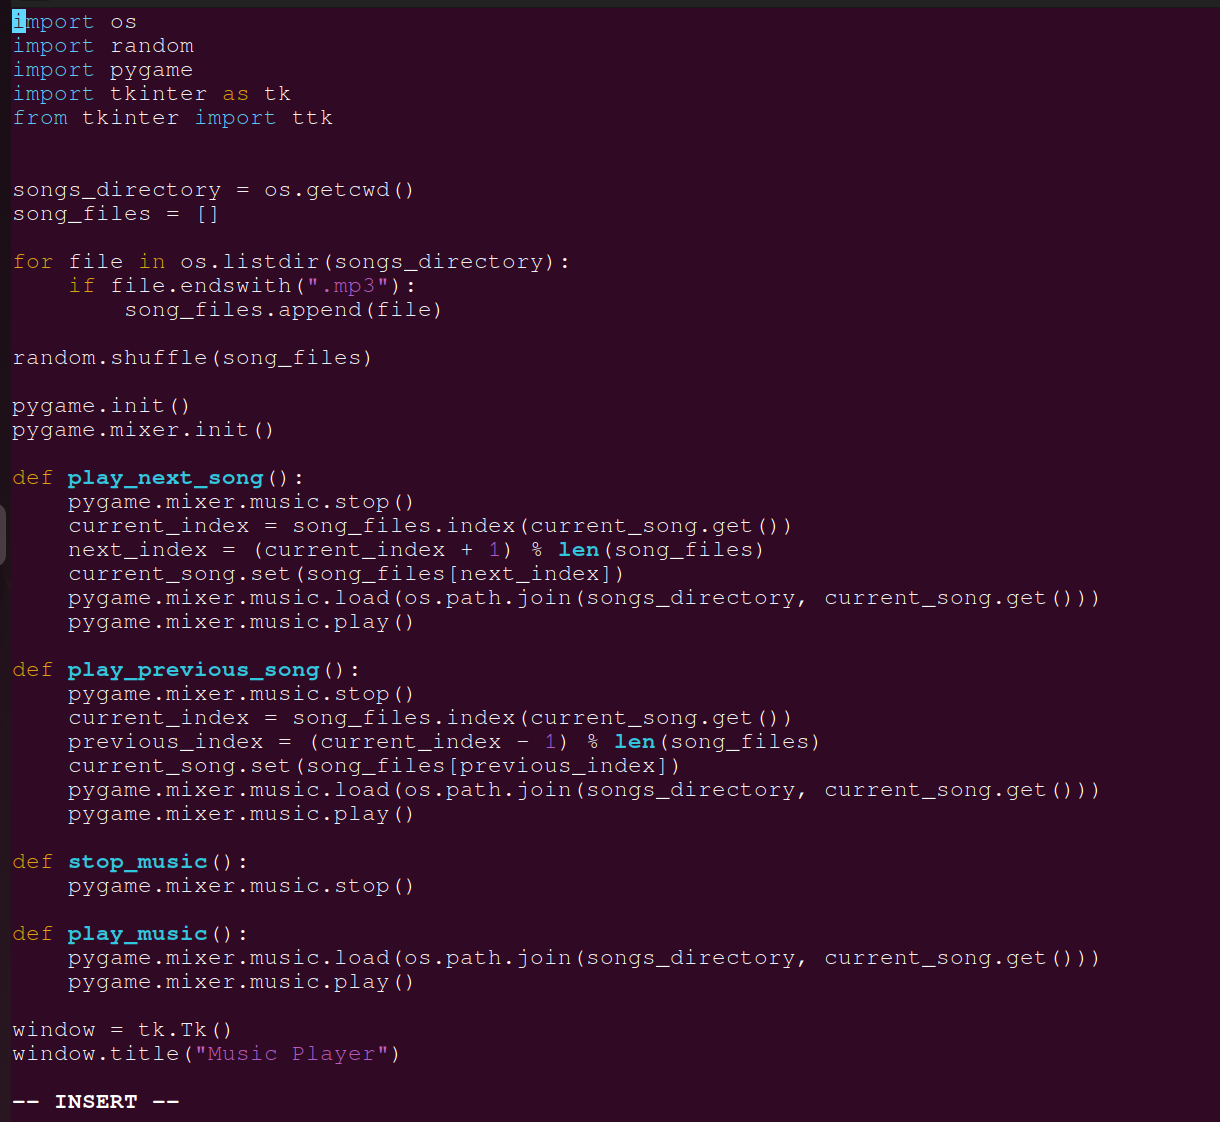 import os
import random
import pygame
import tkinter as tk
from tkinter import ttk


songs_directory = os.getcwd()
song_files = []

for file in os.listdir(songs_directory):
    if file.endswith(".mp3"):
        song_files.append(file)

random.shuffle(song_files)

pygame.init()
pygame.mixer.init()

def play_next_song():
    pygame.mixer.music.stop()
    current_index = song_files.index(current_song.get())
    next_index = (current_index + 1) % len(song_files)
    current_song.set(song_files[next_index])
    pygame.mixer.music.load(os.path.join(songs_directory, current_song.get()))
    pygame.mixer.music.play()

def play_previous_song():
    pygame.mixer.music.stop()
    current_index = song_files.index(current_song.get())
    previous_index = (current_index - 1) % len(song_files)
    current_song.set(song_files[previous_index])
    pygame.mixer.music.load(os.path.join(songs_directory, current_song.get()))
    pygame.mixer.music.play()

def stop_music():
    pygame.mixer.music.stop()

def play_music():
    pygame.mixer.music.load(os.path.join(songs_directory, current_song.get()))
    pygame.mixer.music.play()

window = tk.Tk()
window.title("Music Player")

-- INSERT --